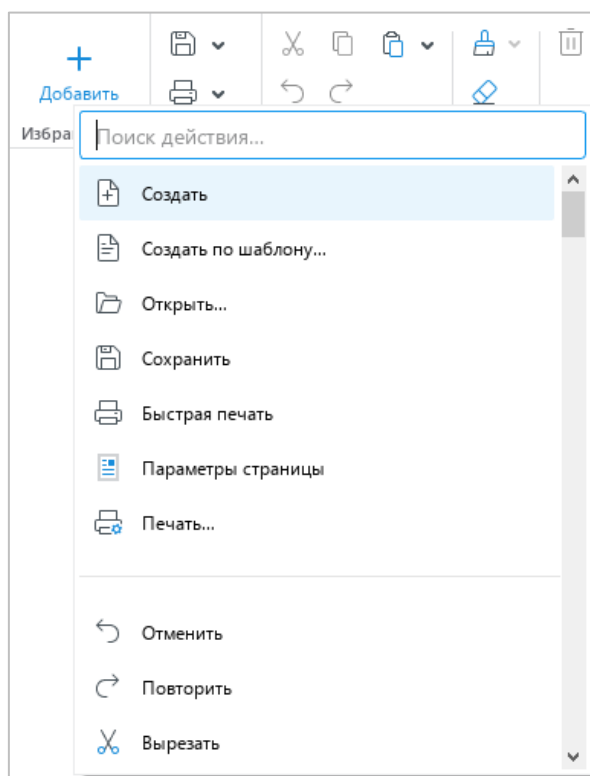 Добавить
Избра
Поиск действия...
Создать
Создать по шаблону...
Открыть...
Сохранить
Быстрая печать
Параметры страницы
Печать...
Отменить
Повторить
Вырезать